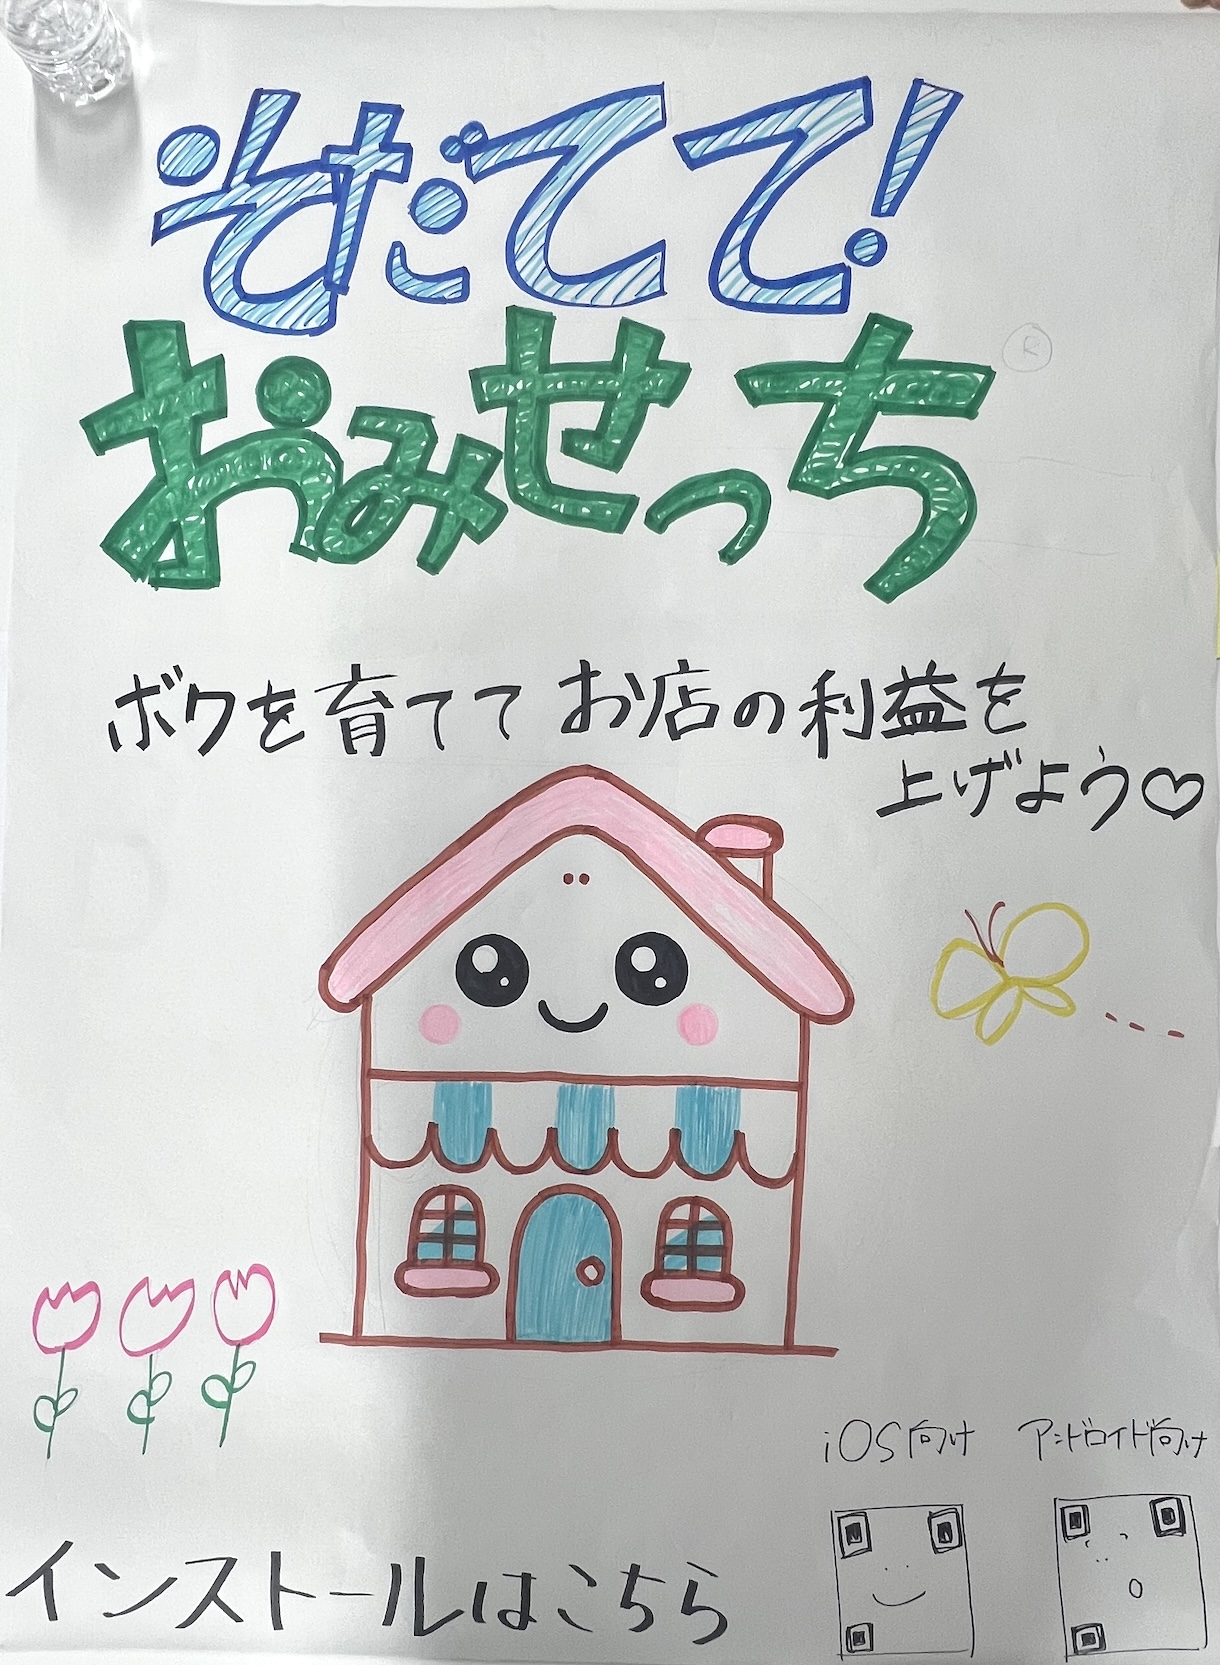 そだてて!
おみせっち
Ⓡ
ボクを育ててお店の利益を
上げよう♡
iOS向け
アンドロイド向け
インストールはこちら